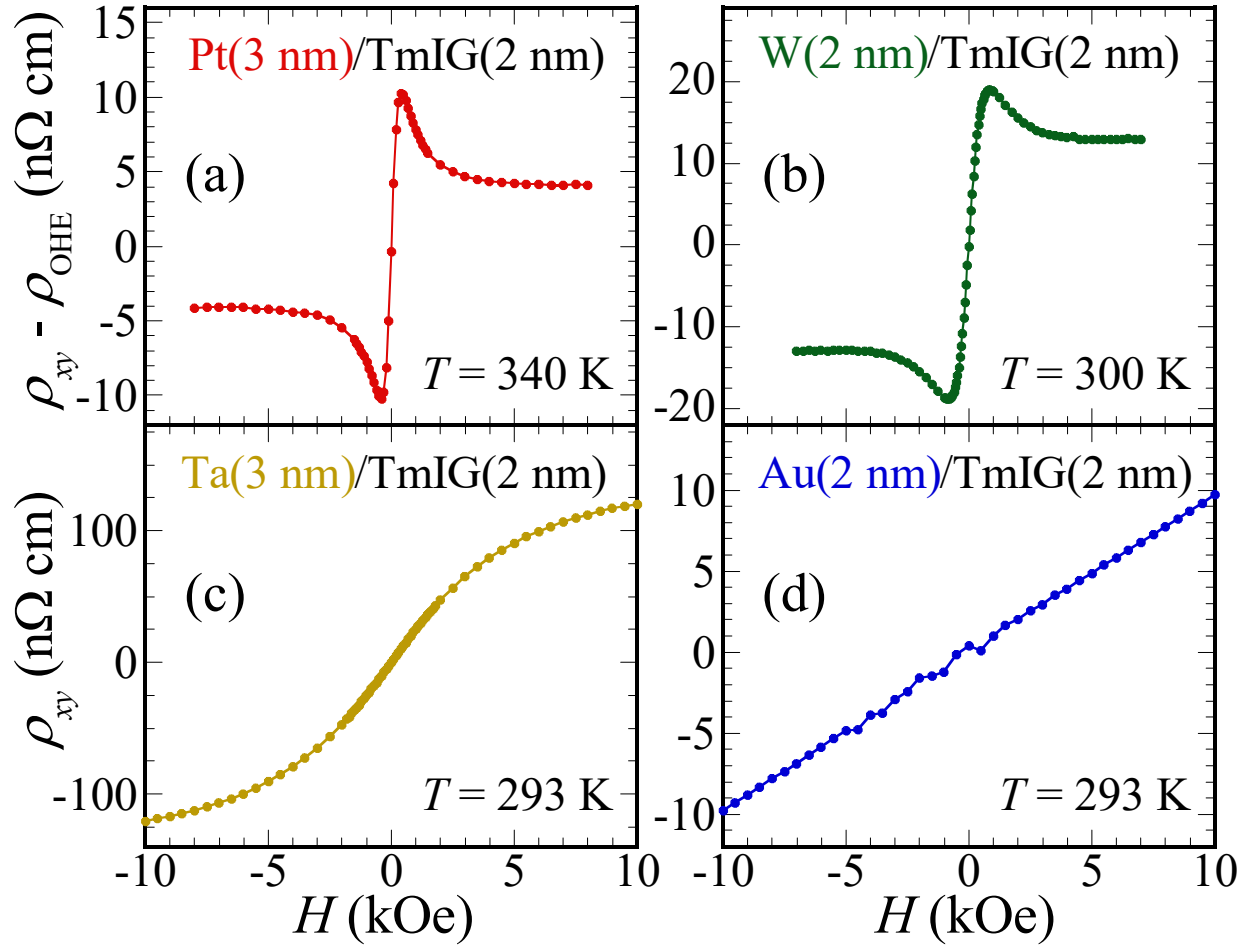 ρxy - ρOHE (nΩ cm)
15
10
5
0
-5
-10
Pt(3 nm)/TmIG(2 nm)
(a)
T = 340 K
20
10
0
-10
-20
W(2 nm)/TmIG(2 nm)
(b)
T = 300 K
ρxy (nΩ cm)
100
0
-100
Ta(3 nm)/TmIG(2 nm)
(c)
T = 293 K
-10 -5 0 5 10
H (kOe)
10
5
0
-5
-10
Au(2 nm)/TmIG(2 nm)
(d)
T = 293 K
-10 -5 0 5 10
H (kOe)